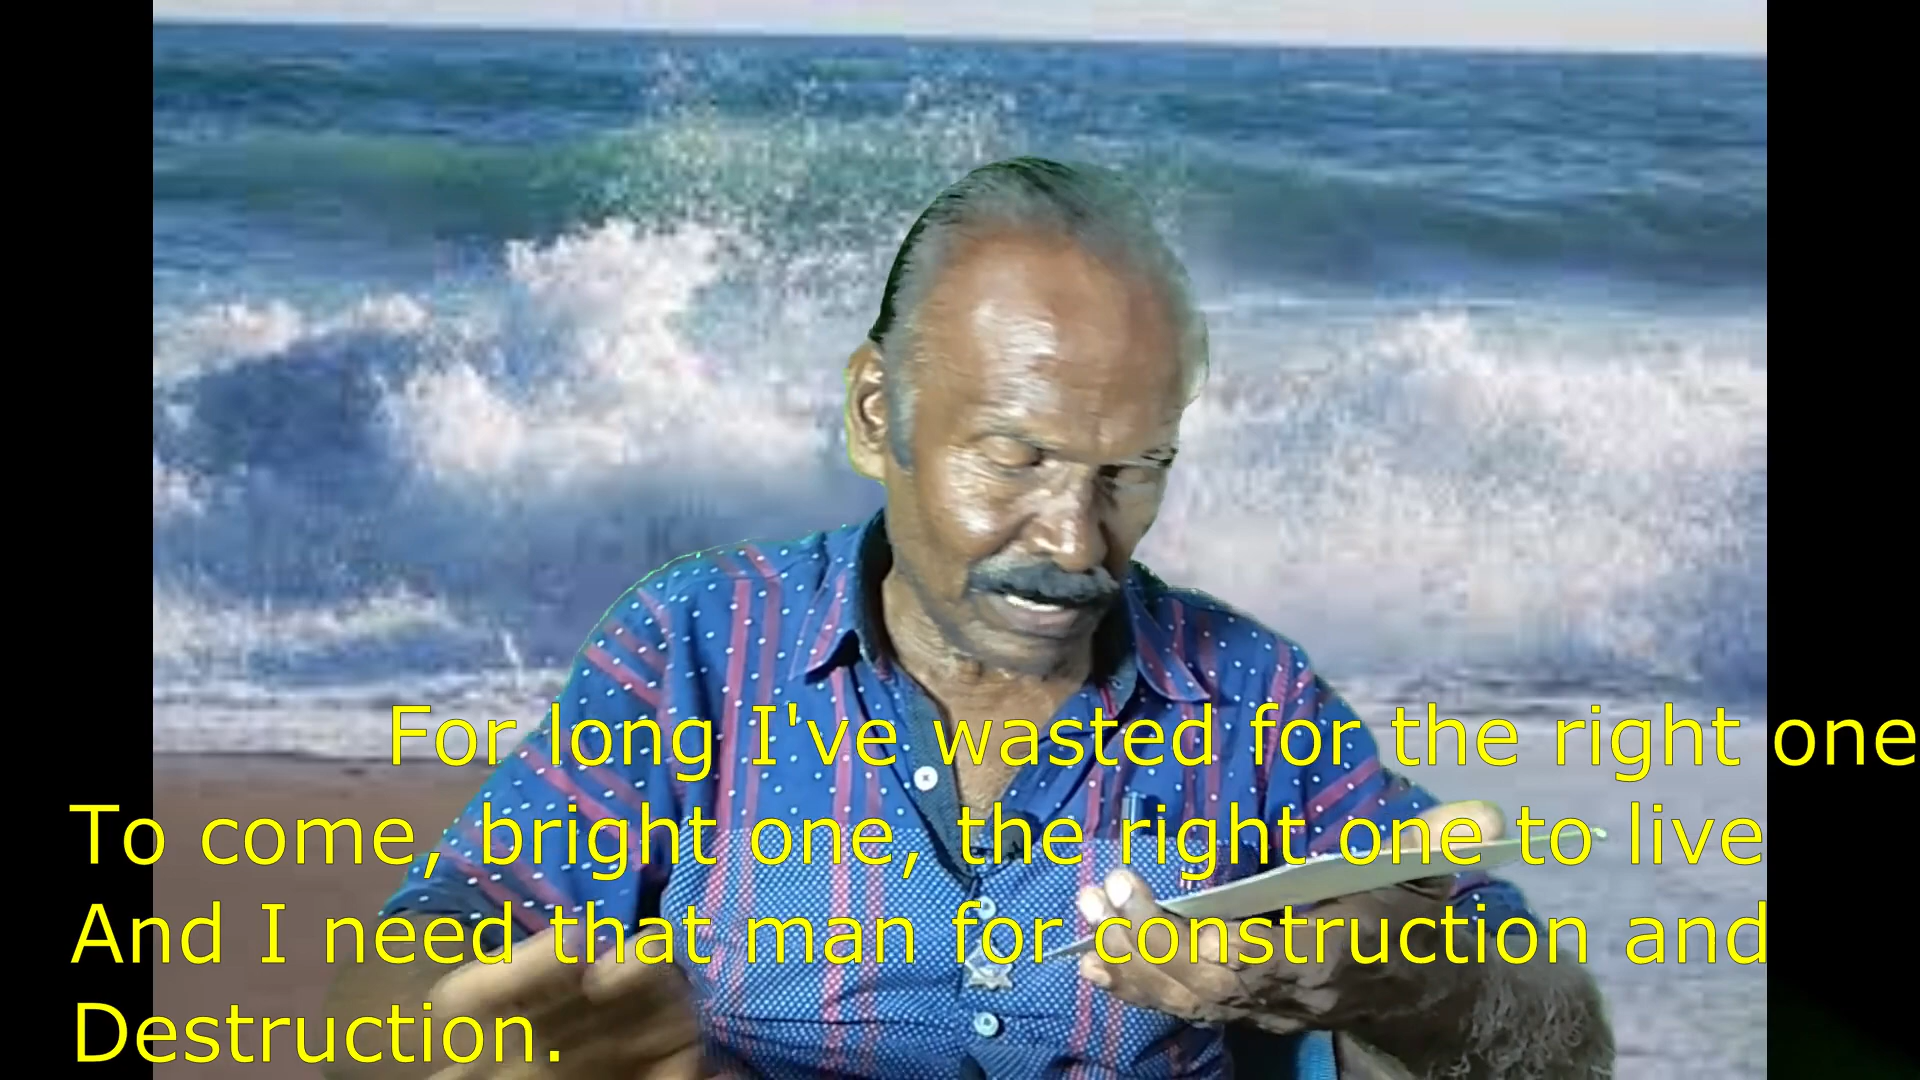 For long I've wasted for the right one
To come, bright one, the right one to live
And I need that man for construction and
Destruction.